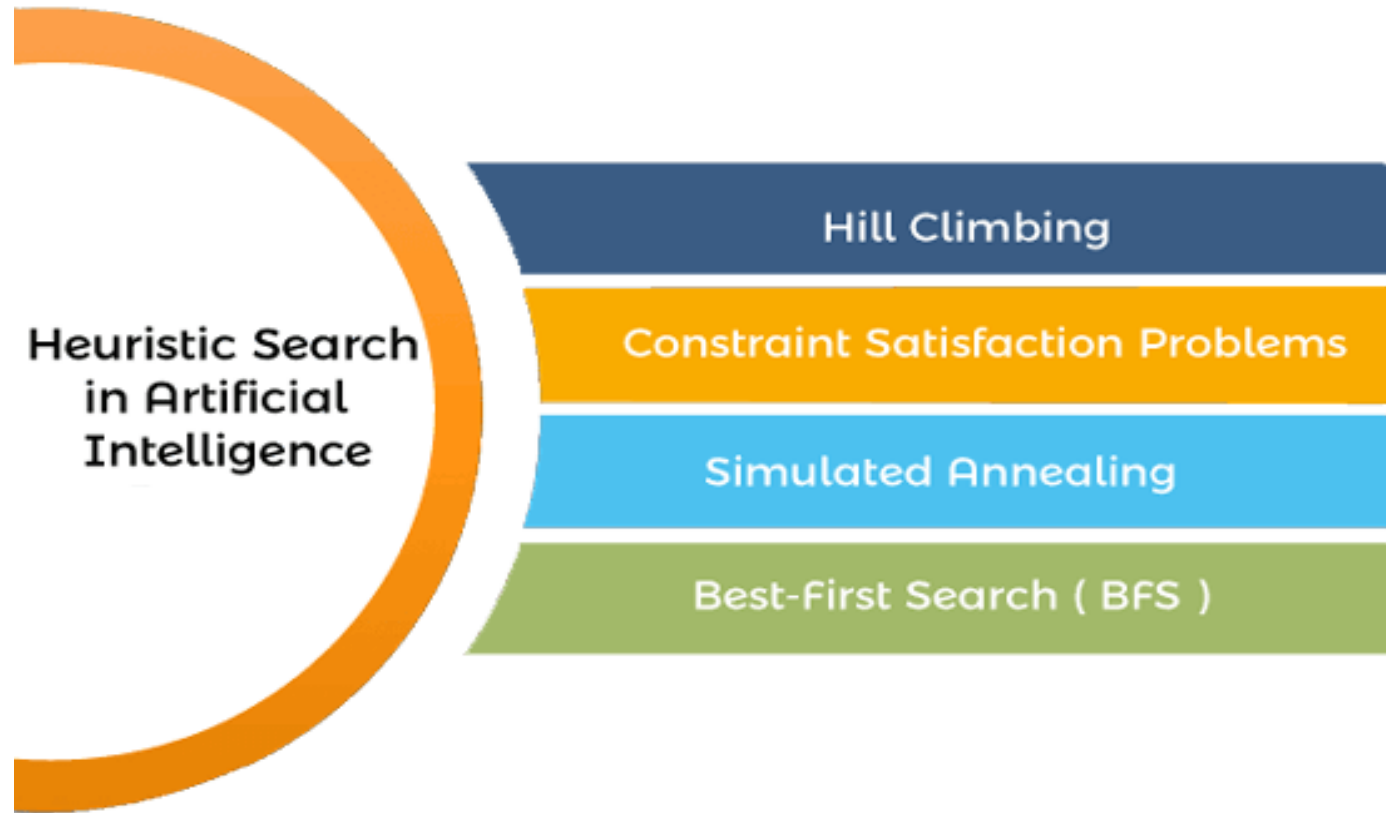 Heuristic Search
in Artificial
Intelligence
Hill Climbing
Constraint Satisfaction Problems
Simulated Annealing
Best-First Search ( BFS )